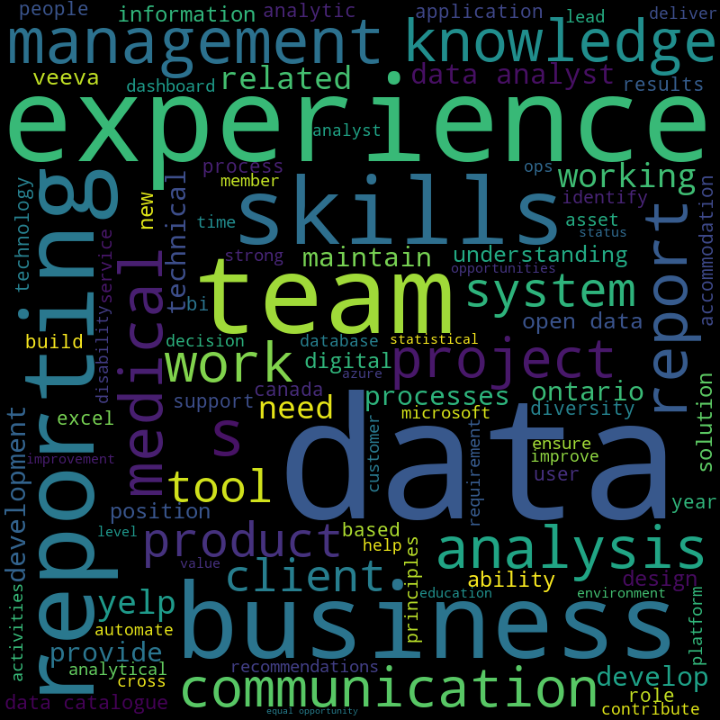 people
information
analytic
application
lead
deliver
management
knowledge
veeva
dashboard
related
data analyst
results
experience
analyst
process
member
ops
working
skills
identify
technology
reporting
disability
service
new
medical
technical
time
strong
maintain
understanding
asset
status
opportunities
report
accommodation
team
system
bi
open data
build
decision
database
statistical
work
digital
azure
project
support
canada
need
processes
ontario
microsoft
diversity
solution
excel
s
data
customer
requirement
ensure
improve
user
improvement
development
tool
year
position
product
based
help
level
value
analysis
principles
client
ability
design
platform
activities
yelp
business
education
environment
automate
provide
analytical
cross
recommendations
communication
develop
role
data catalogue
contribute
equal opportunity